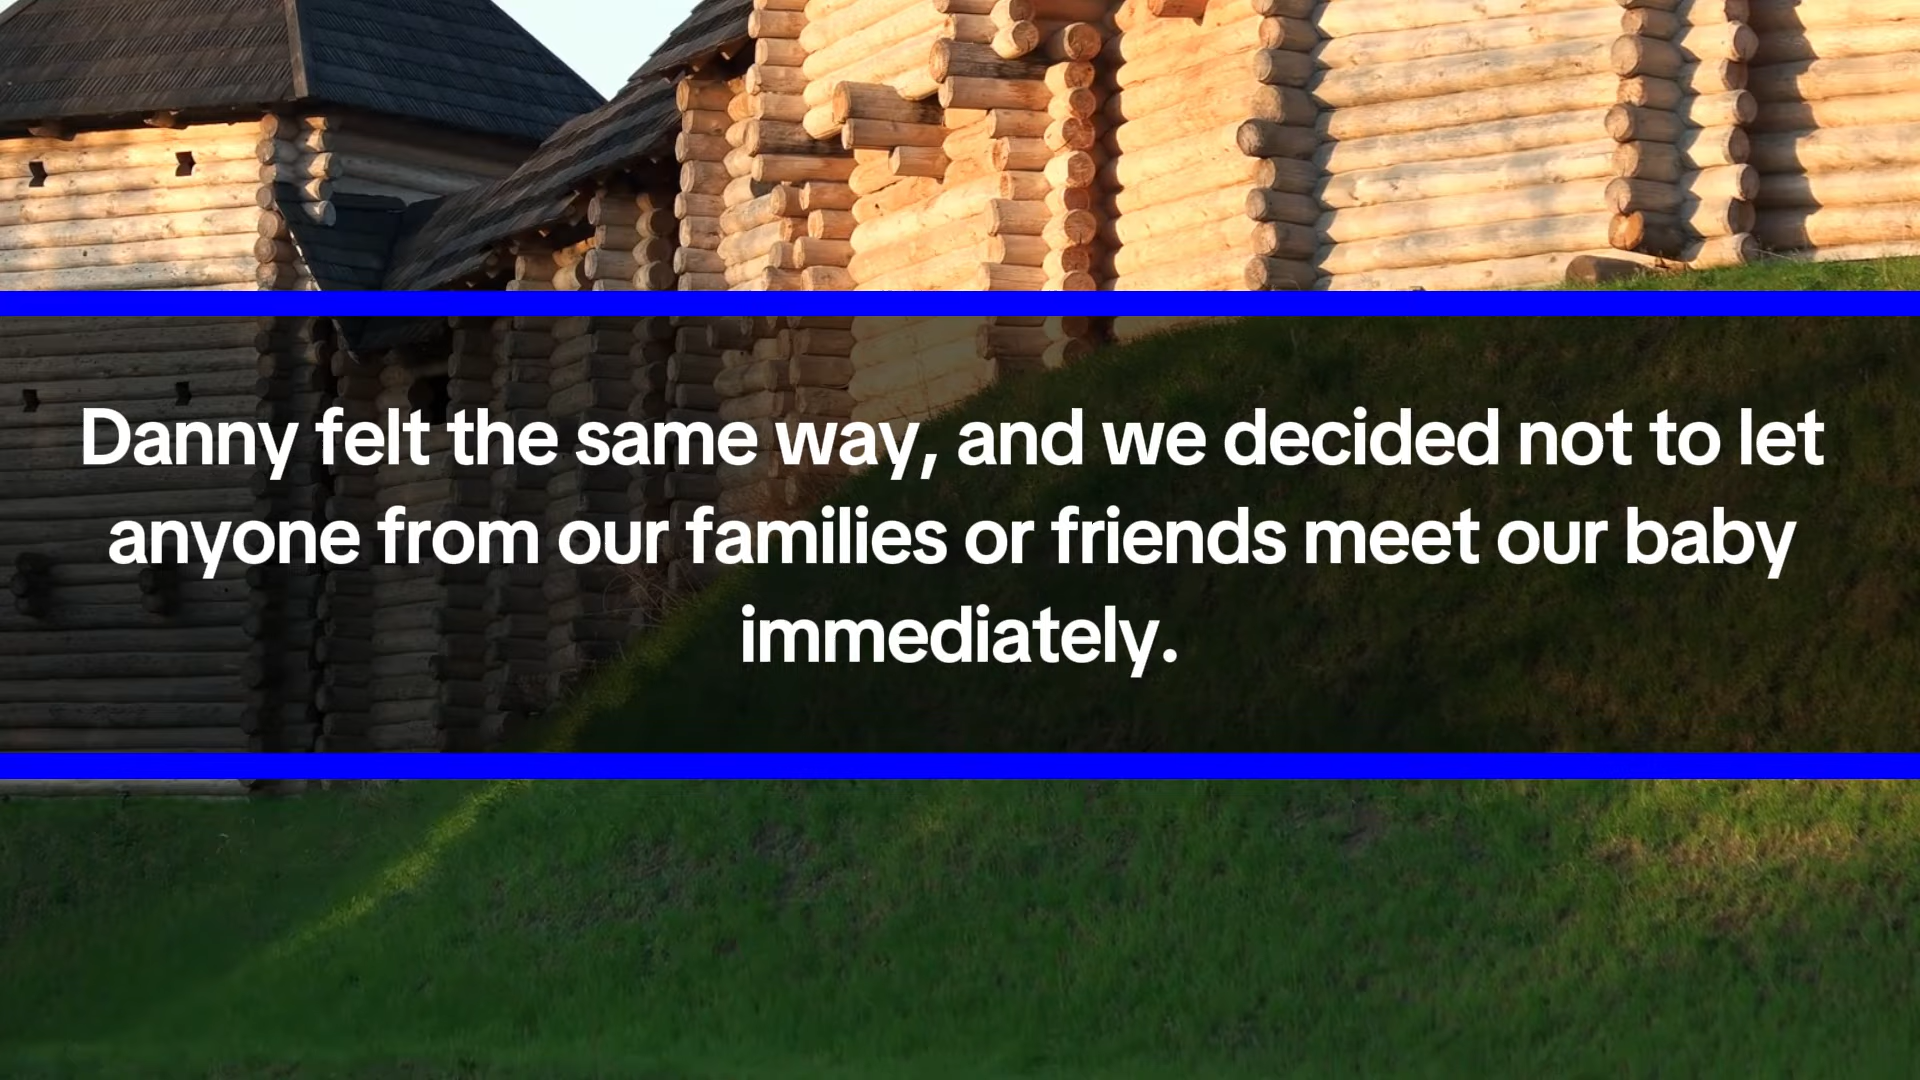 Danny felt the same way, and we decided not to let
anyone from our families or friends meet our baby
immediately.